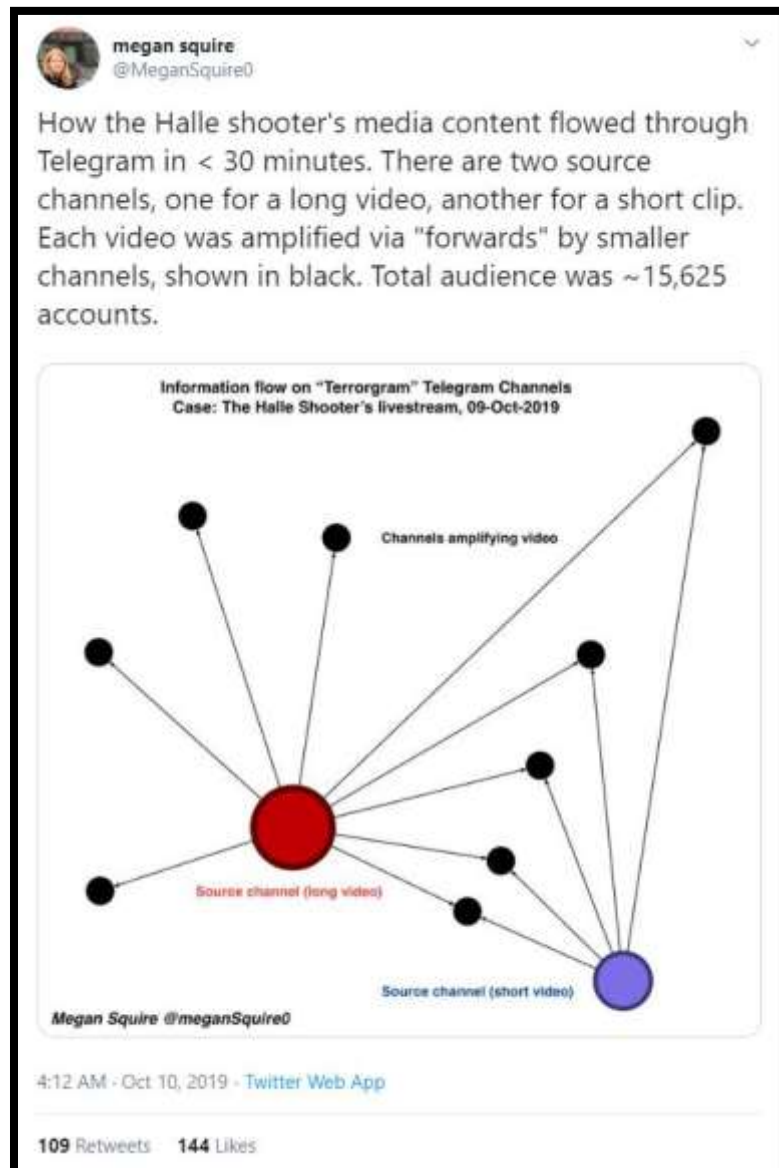 megan squire
@MeganSquire0
How the Halle shooter's media content flowed through
Telegram in < 30 minutes. There are two source
channels, one for a long video, another for a short clip.
Each video was amplified via "forwards" by smaller
channels, shown in black. Total audience was ~15,625
accounts.
Information flow on “Terrorgram” Telegram Channels
Case: The Halle Shooter's livestream, 09-Oct-2019
Channels amplifying video
Source channel (long video)
Source channel (short video)
Megan Squire @meganSquire0
4:12 AM · Oct 10, 2019 · Twitter Web App
109 Retweets 144 Likes